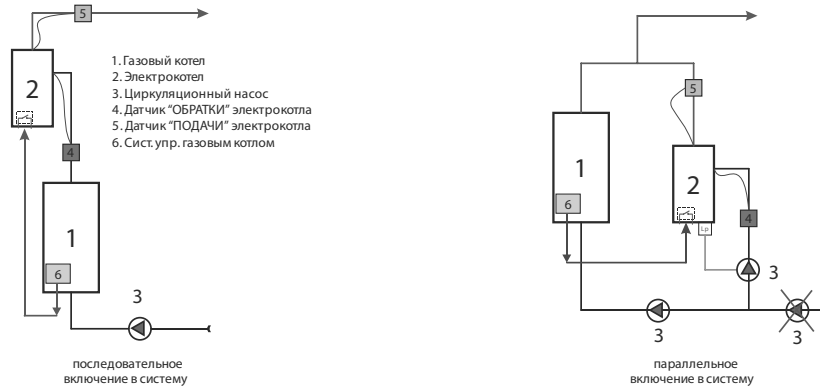 5
2
1. Газовый котел
2. Электрокотел
3. Циркуляционный насос
4. Датчик “ОБРАТКИ” электрокотла
5. Датчик “ПОДАЧИ” электрокотла
6. Сист. упр. газовым котлом
4
1
6
3
последовательное
включение в систему
5
1
2
6
4
Lp
3
3
3
параллельное
включение в систему